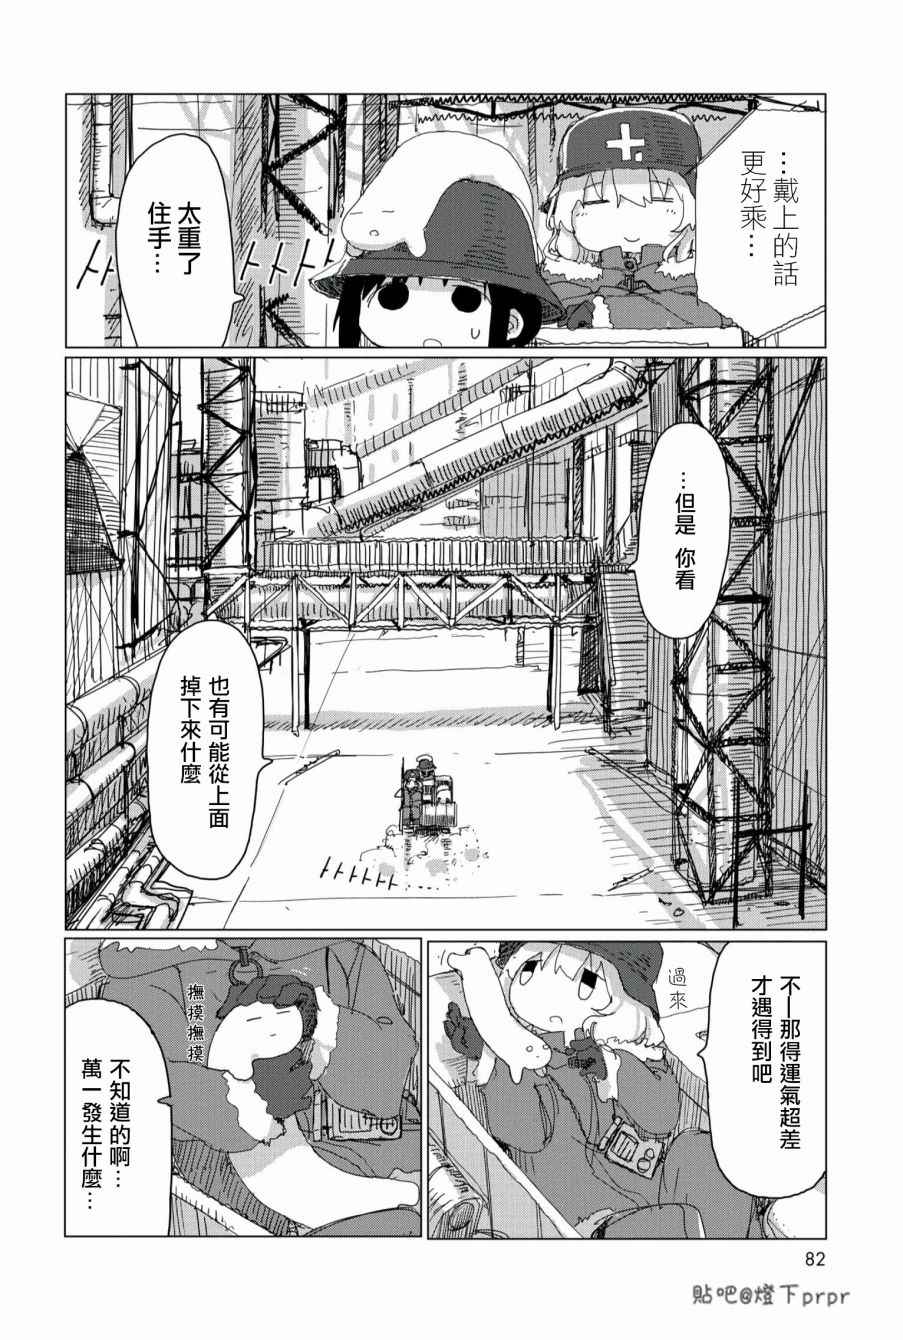 …戴上的話
更好乘…
太重了
住手…
…但是 你看
也有可能從上面
掉下來什麼
不—那得運氣超差
才遇得到吧
過來
撫摸撫摸
不知道的啊…
萬一發生什麼…
82
貼吧@燈下prpr